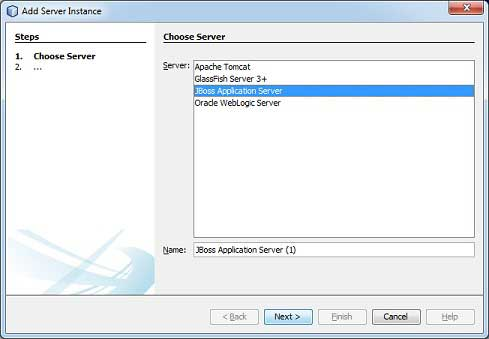 Add Server Instance
Steps
1. Choose Server
2. ...
Choose Server
Server:
Apache Tomcat
GlassFish Server 3+
JBoss Application Server
Oracle WebLogic Server
Name: JBoss Application Server (1)
< Back Next > Finish Cancel Help